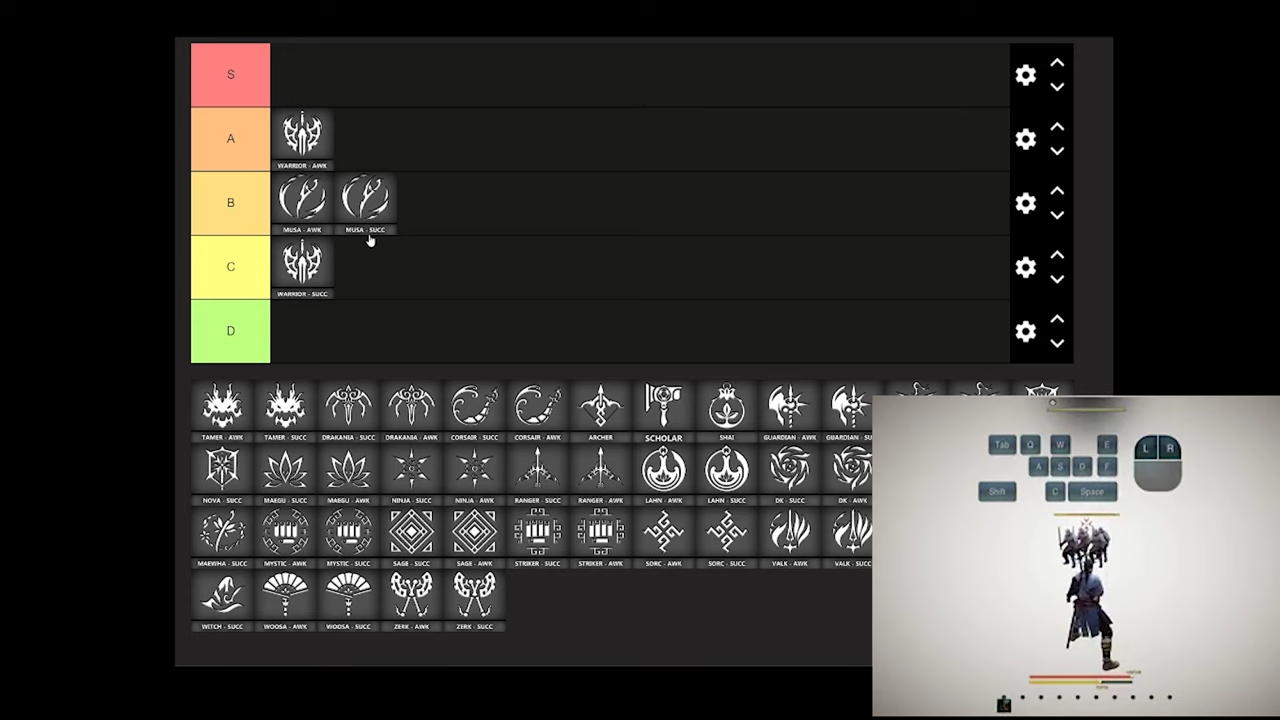 S
A
WARRIOR - AWK
B
MUSA - AWK MUSA - SUCC
C
WARRIOR - SUCC
D
TAMER - AWK TAMER - SUCC DRAKANIA - SUCC DRAKANIA - AWK CORSAIR - SUCC CORSAIR - AWK ARCHER SCHOLAR SHAI GUARDIAN - AWK GUARDIAN - SU
NOVA - SUCC MAEGU - SUCC MAEGU - AWK NINJA - SUCC NINJA - AWK RANGER - SUCC RANGER - AWK LAHN - AWK LAHN - SUCC DK - SUCC DK - AWK
MAEWHA - SUCC MYSTIC - AWK MYSTIC - SUCC SAGE - SUCC SAGE - AWK STRIKER - SUCC STRIKER - AWK SORC - AWK SORC - SUCC VALK - AWK VALK - SUCC
WITCH - SUCC WOOSA - AWK WOOSA - SUCC ZERK - AWK ZERK - SUCC
Tab Q W E
A S D F
Shift C Space
L R